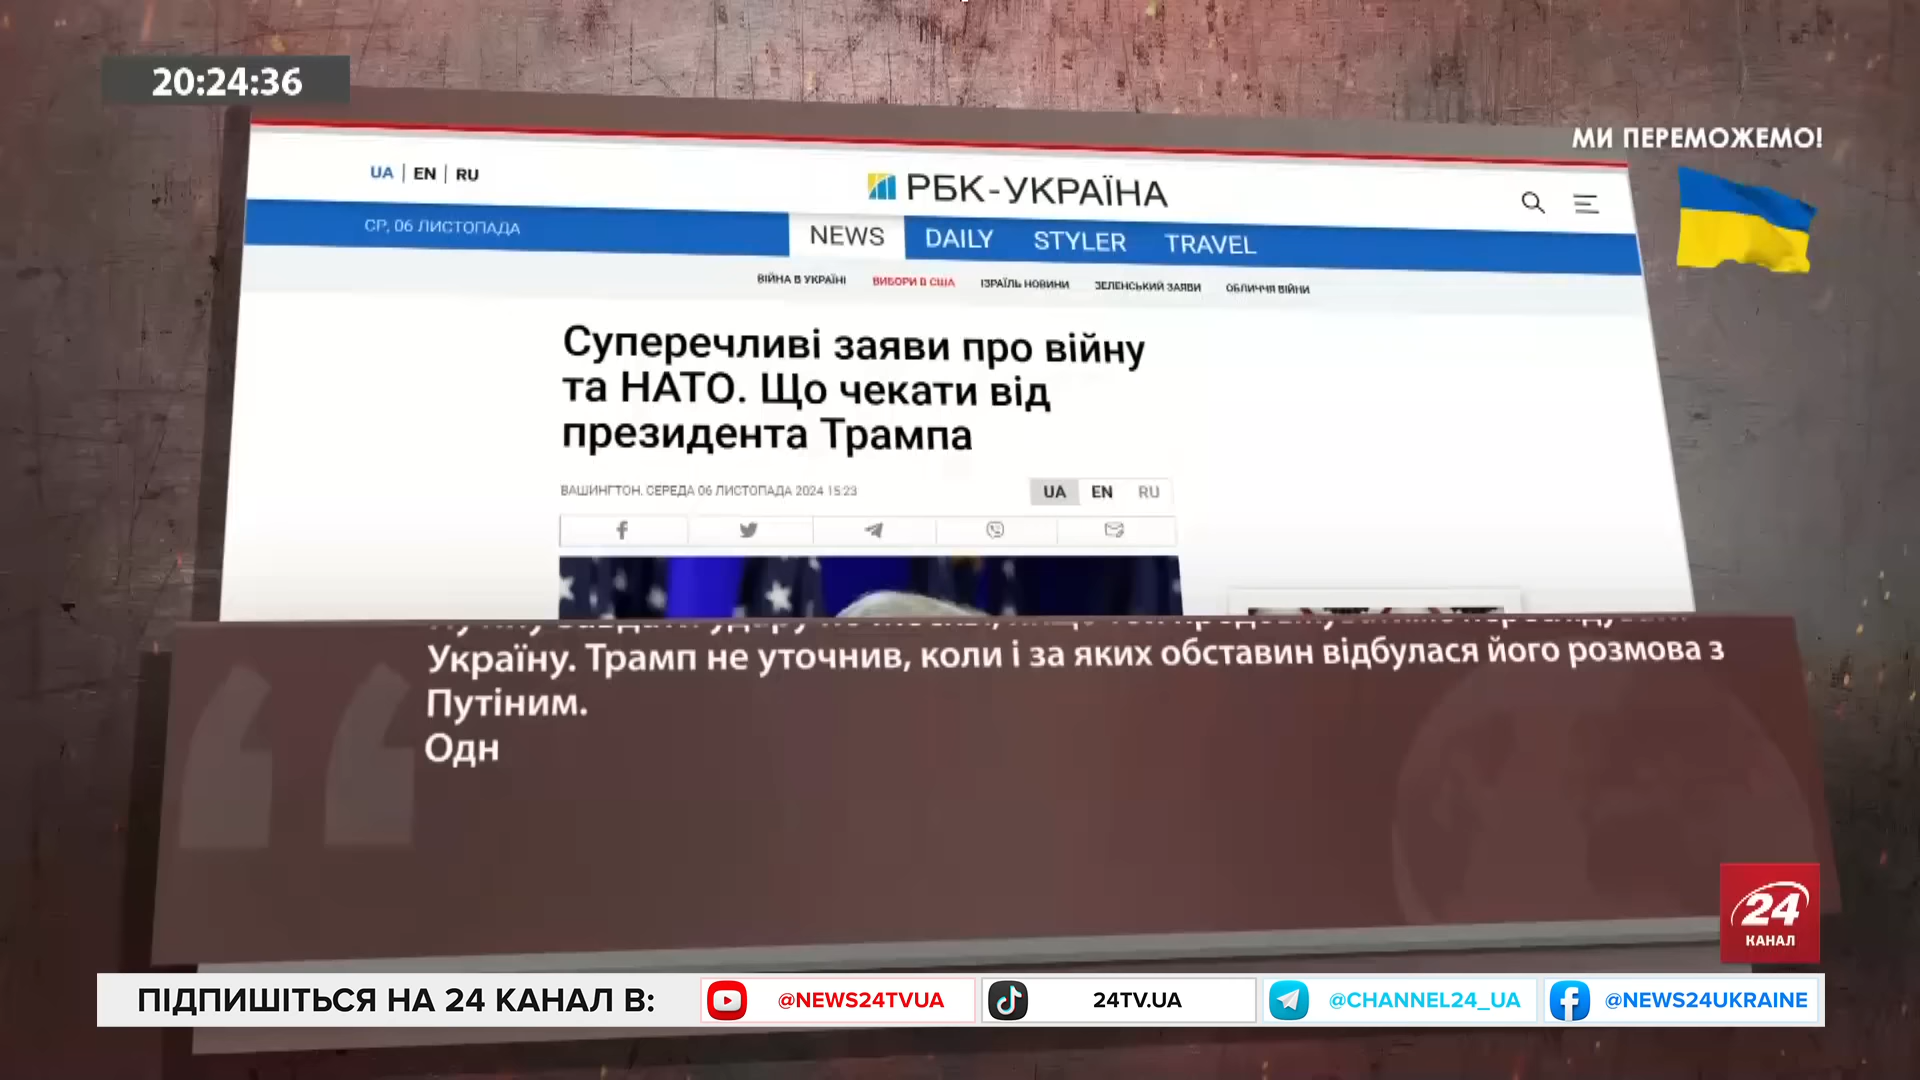 20:24:36
МИ ПЕРЕМОЖЕМО!
UA | EN | RU
РБК-УКРАЇНА
СР, 06 ЛИСТОПАДА
NEWS DAILY STYLER TRAVEL
ВІЙНА В УКРАЇНІ ВИБОРИ В США ІЗРАЇЛЬ НОВИНИ ЗЕЛЕНСЬКИЙ ЗАЯВИ ОБЛИЧЧЯ ВІЙНИ
Суперечливі заяви про війну
та НАТО. Що чекати від
президента Трампа
ВАШИНГТОН. СЕРЕДА 06 ЛИСТОПАДА 2024 15:23
UA EN RU
Україну. Трамп не уточнив, коли і за яких обставин відбулася його розмова з
Путіним.
Одн
24
КАНАЛ
ПІДПИШІТЬСЯ НА 24 КАНАЛ В: @NEWS24TVUA 24TV.UA @CHANNEL24_UA @NEWS24UKRAINE